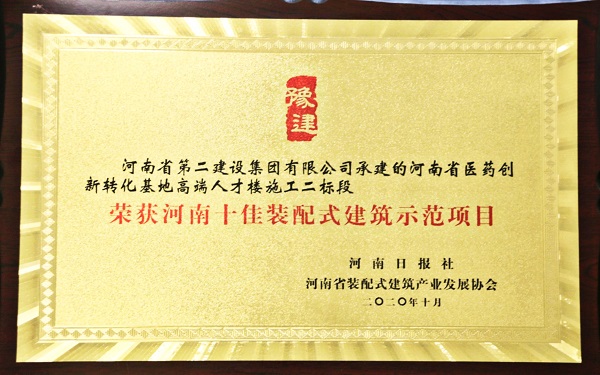 豫建
河南省第二建设集团有限公司承建的河南省医药创
新转化基地高端人才楼施工二标段
荣获河南十佳装配式建筑示范项目
河南日报社
河南省装配式建筑产业发展协会
二〇二〇年十月